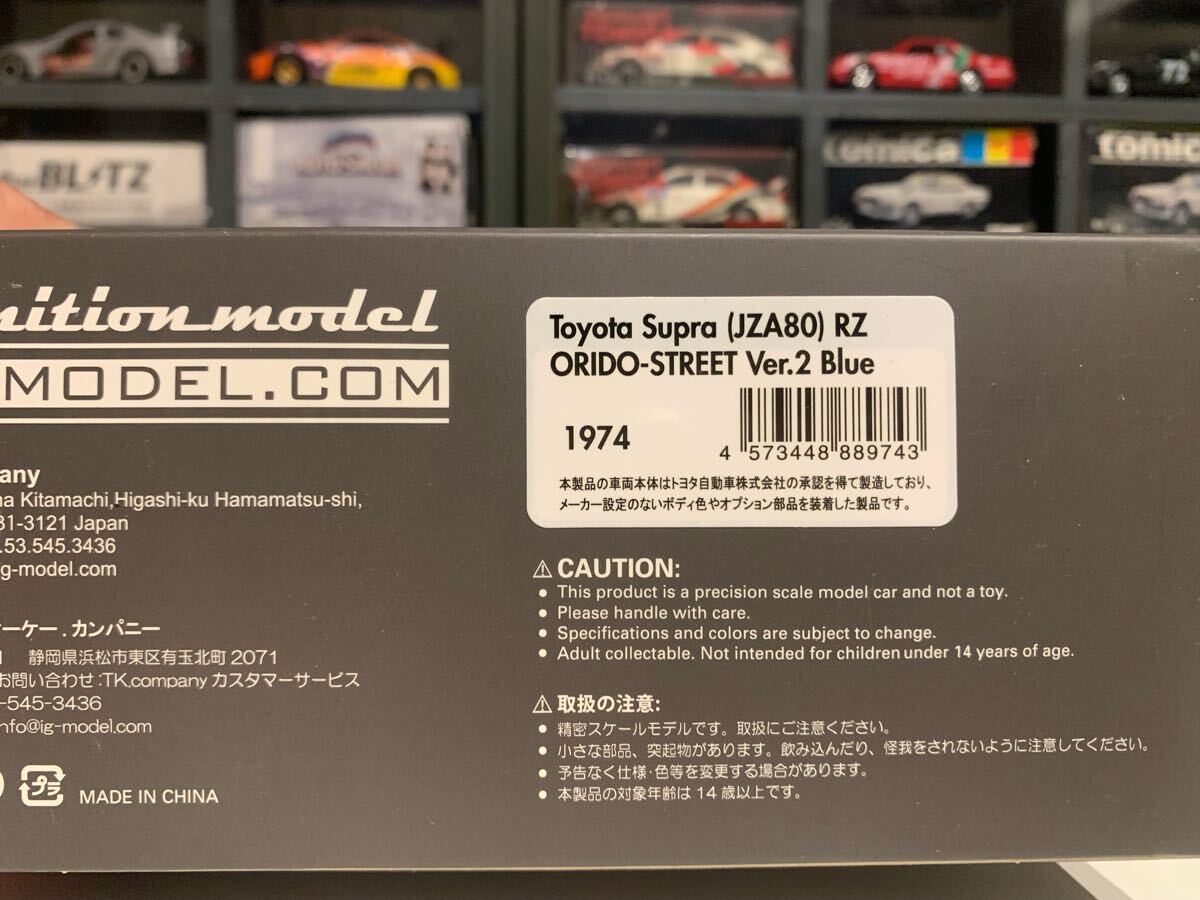 BLITZ
tomica
tomica
72
nition model
MODEL.COM
any
na Kitamachi,Higashi-ku Hamamatsu-shi,
31-3121 Japan
.53.545.3436
ig-model.com
ーケー . カンパニー
静岡県浜松市東区有玉北町2071
お問い合わせ:TK.company カスタマーサービス
-545-3436
nfo@ig-model.com
プラ
MADE IN CHINA
Toyota Supra (JZA80) RZ
ORIDO-STREET Ver.2 Blue
1974
4 573448 889743
本製品の車両本体はトヨタ自動車株式会社の承認を得て製造しており、
メーカー設定のないボディ色やオプション部品を装着した製品です。
⚠ CAUTION:
• This product is a precision scale model car and not a toy.
• Please handle with care.
• Specifications and colors are subject to change.
• Adult collectable. Not intended for children under 14 years of age.
⚠ 取扱の注意:
• 精密スケールモデルです。取扱にご注意ください。
• 小さな部品、突起物があります。飲み込んだり、怪我をされないように注意してください。
• 予告なく仕様・色等を変更する場合があります。
• 本製品の対象年齢は14歳以上です。